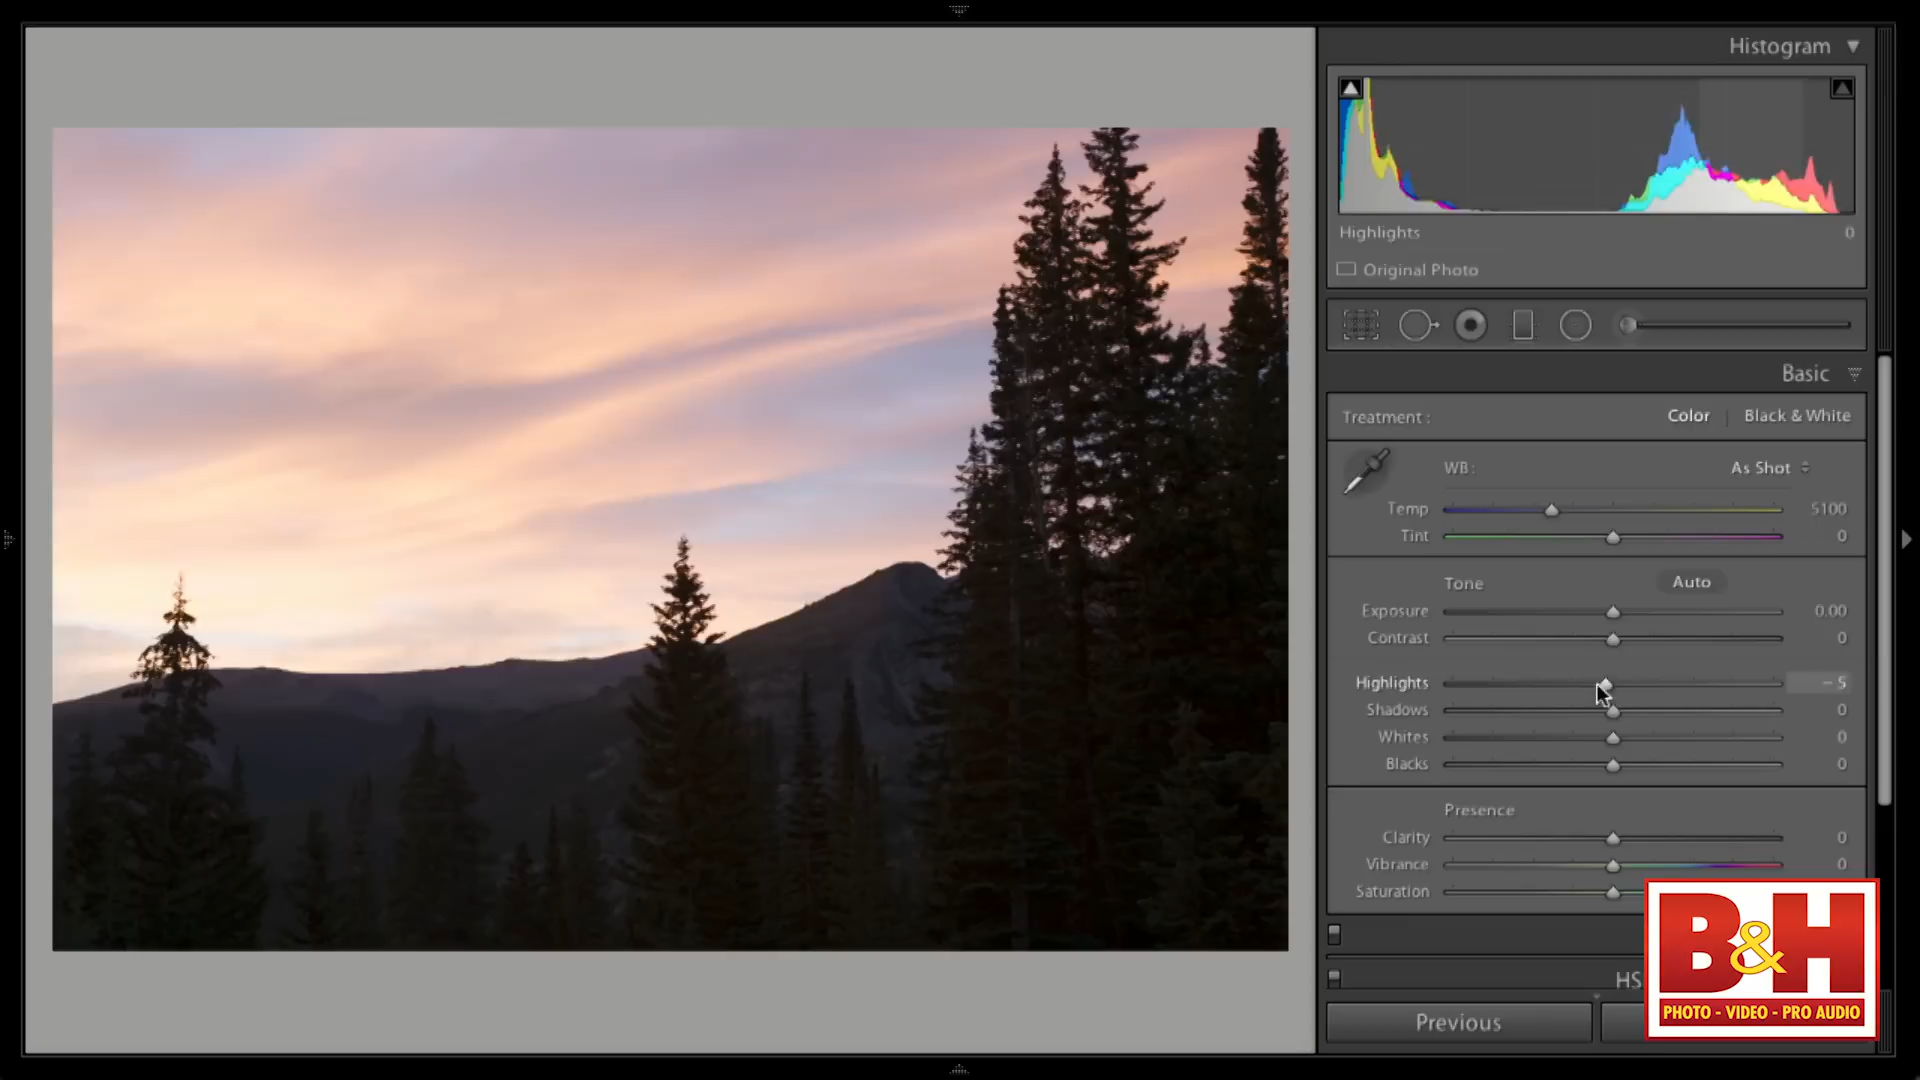 Histogram
Highlights 0
Original Photo
Basic
Treatment : Color | Black & White
WB : As Shot
Temp 5100
Tint 0
Tone Auto
Exposure 0.00
Contrast 0
Highlights – 5
Shadows 0
Whites 0
Blacks 0
Presence
Clarity 0
Vibrance 0
Saturation
HS
Previous
B&H
PHOTO - VIDEO - PRO AUDIO